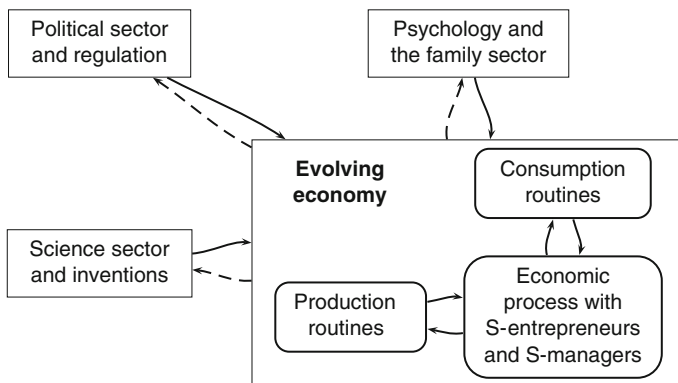 Political sector
and regulation
Psychology and
the family sector
Evolving
economy
Consumption
routines
Science sector
and inventions
Production
routines
Economic
process with
S-entrepreneurs
and S-managers